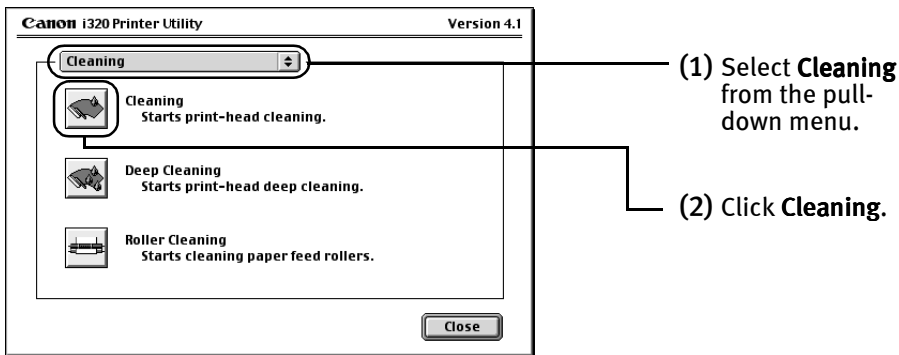 Canon i320 Printer Utility Version 4.1
Cleaning
(1) Select Cleaning
from the pull-
down menu.
Cleaning
Starts print-head cleaning.
Deep Cleaning
Starts print-head deep cleaning.
(2) Click Cleaning.
Roller Cleaning
Starts cleaning paper feed rollers.
Close